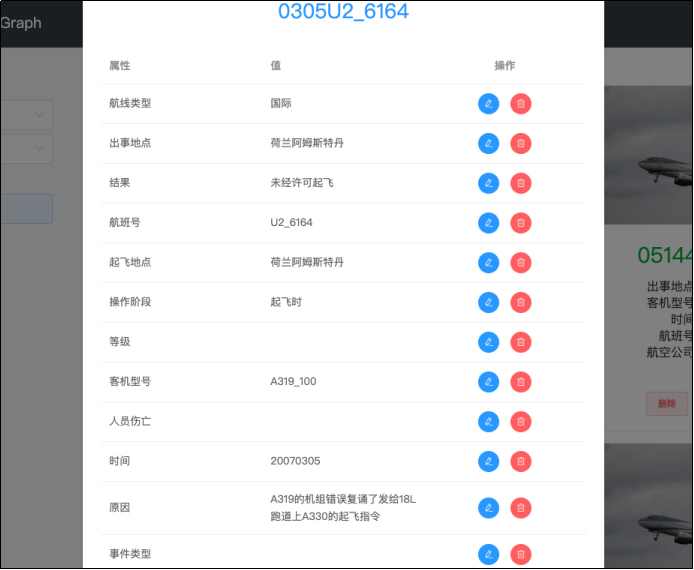 Graph
0305U2_6164
属性 值 操作
航线类型 国际
出事地点 荷兰阿姆斯特丹
结果 未经许可起飞
航班号 U2_6164
起飞地点 荷兰阿姆斯特丹
操作阶段 起飞时
等级
客机型号 A319_100
人员伤亡
时间 20070305
原因 A319的机组错误复诵了发给18L
跑道上A330的起飞指令
事件类型
05144
出事地点
客机型号
时间
航班号
航空公司
删除